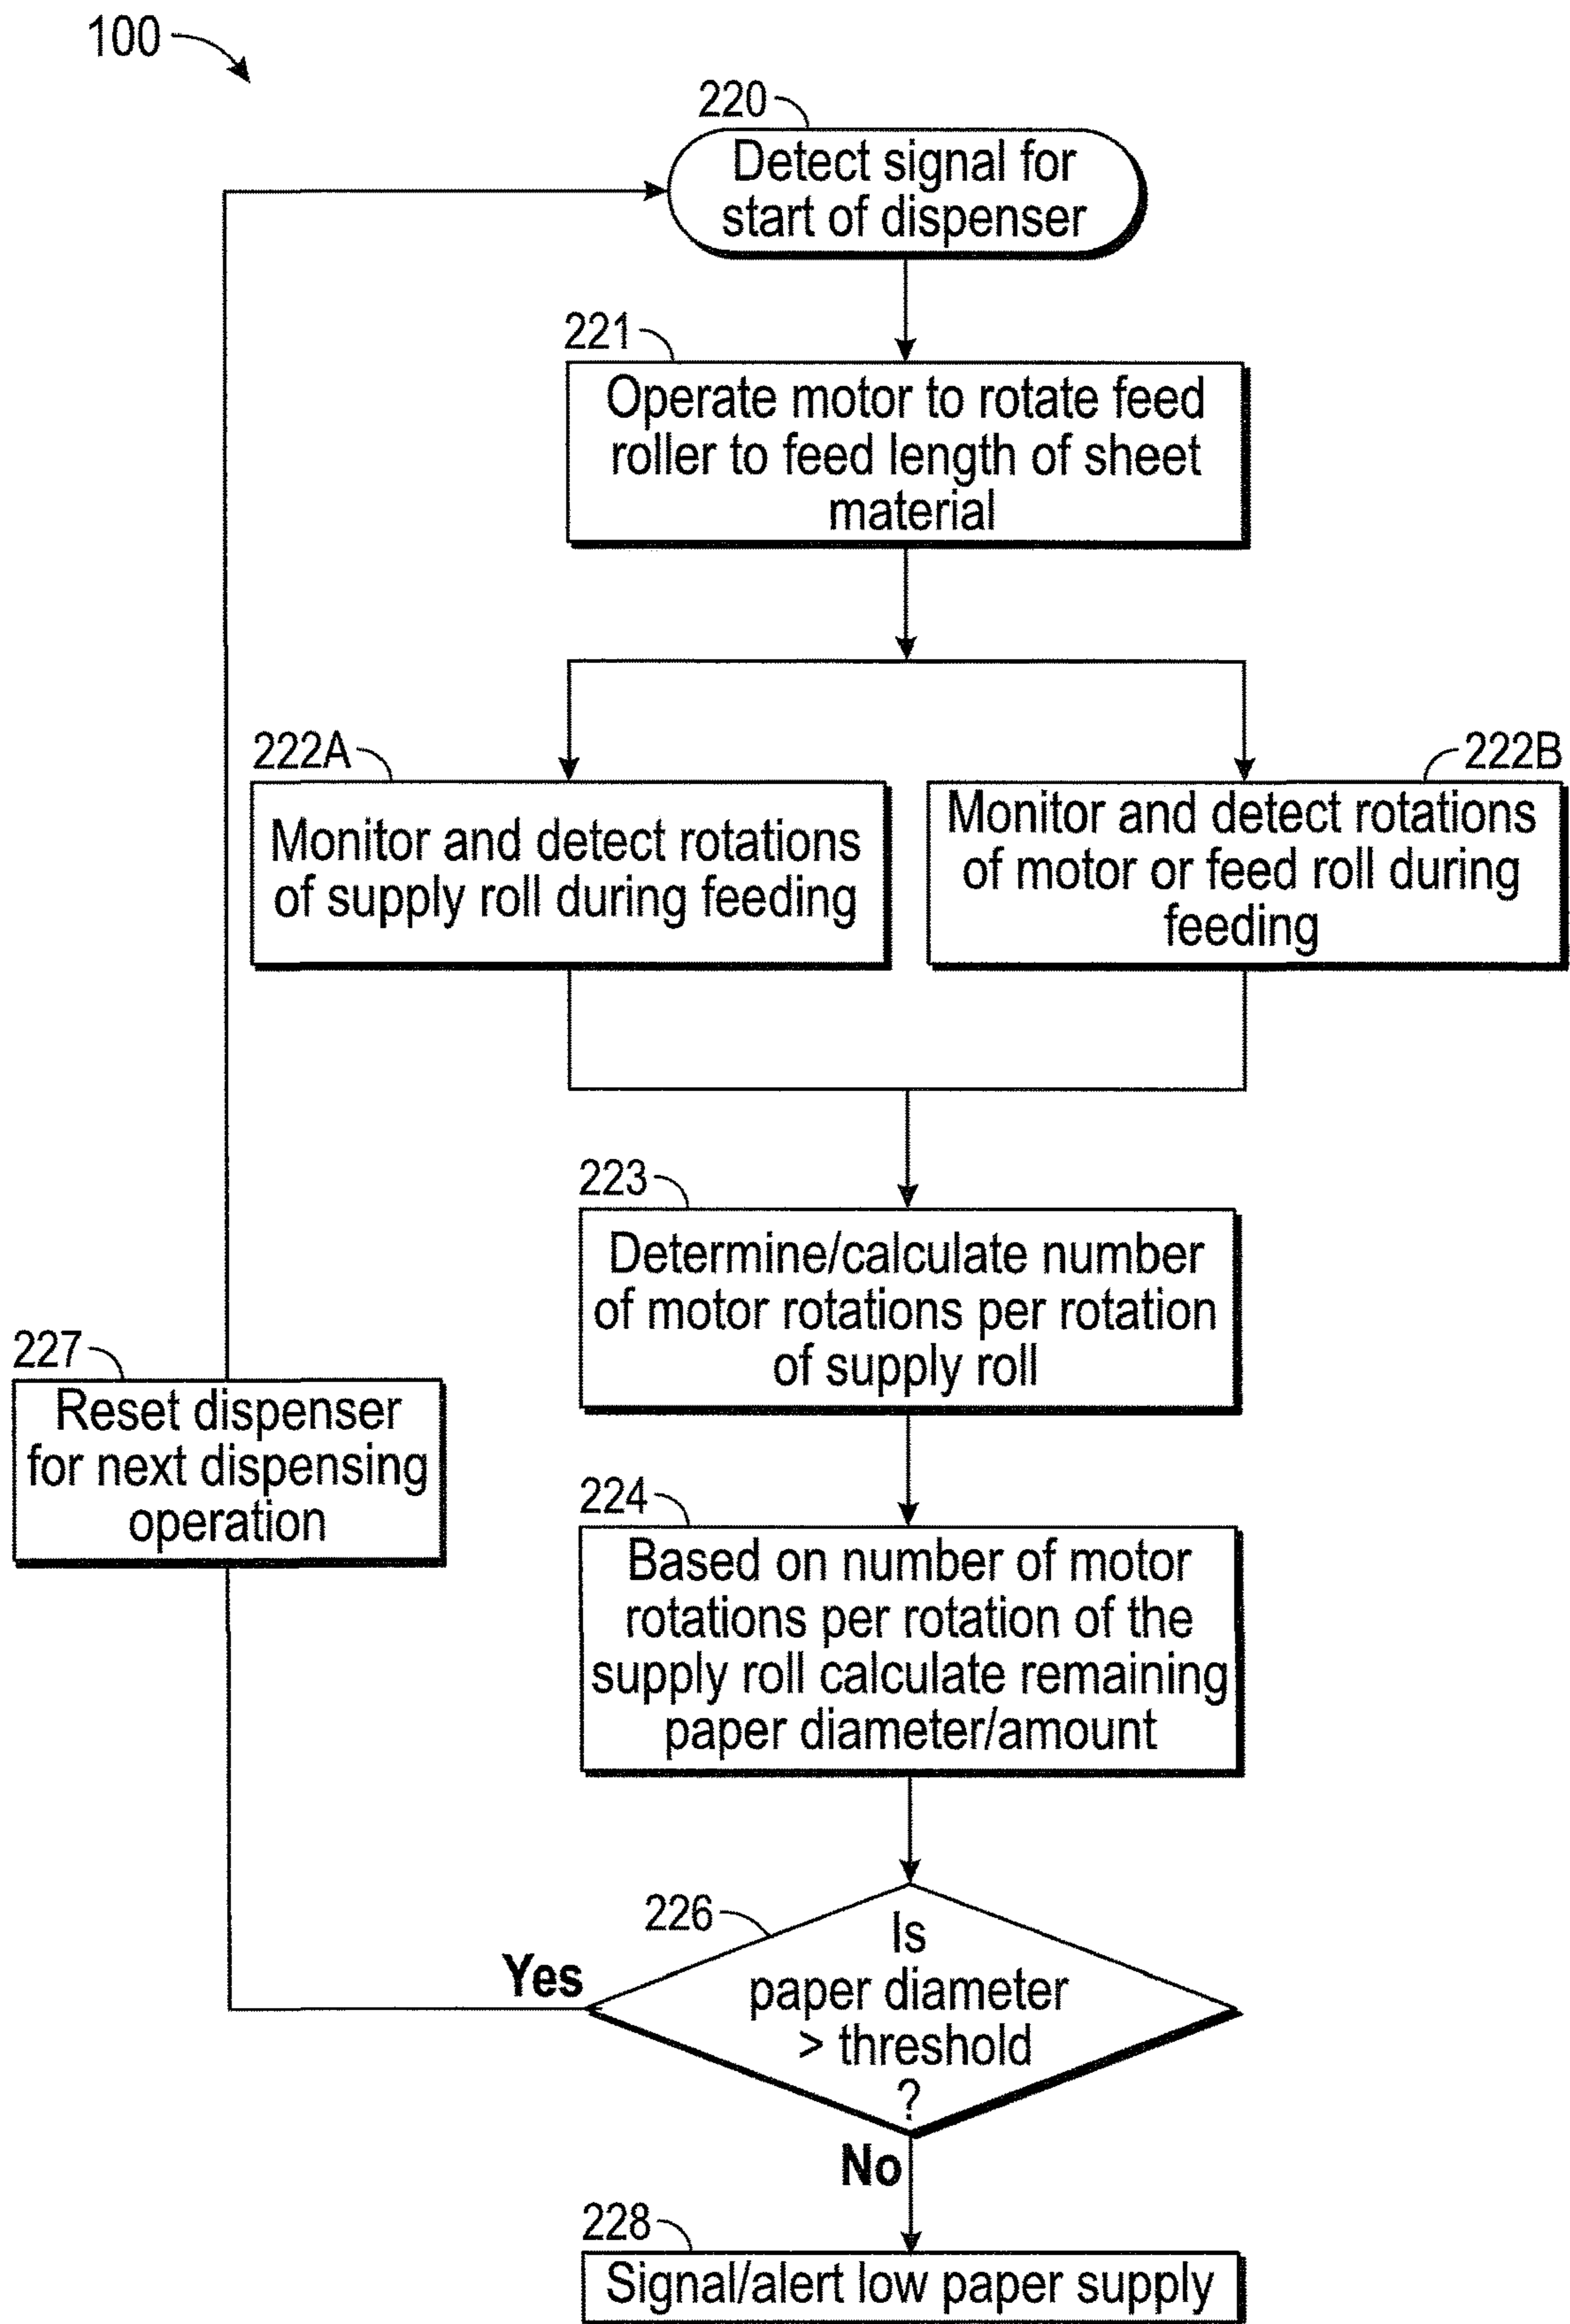 100
220
Detect signal for
start of dispenser
221
Operate motor to rotate feed
roller to feed length of sheet
material
222A
Monitor and detect rotations
of supply roll during feeding
222B
Monitor and detect rotations
of motor or feed roll during
feeding
223
Determine/calculate number
of motor rotations per rotation
of supply roll
227
Reset dispenser
for next dispensing
operation
224
Based on number of motor
rotations per rotation of the
supply roll calculate remaining
paper diameter/amount
226
Is
paper diameter
> threshold
?
Yes
No
228
Signal/alert low paper supply